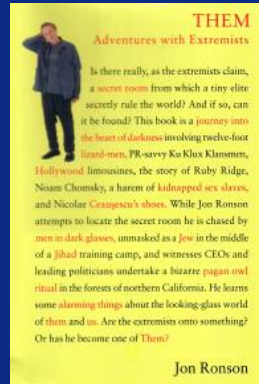 THEM
Adventures with Extremists
Is there really, as the extremists claim,
a secret room from which a tiny elite
secretly rule the world? And if so, can
it be found? This book is a journey into
the heart of darkness involving twelve-foot
lizard-men, PR-savvy Ku Klux Klansmen,
Hollywood limousines, the story of Ruby Ridge,
Noam Chomsky, a harem of kidnapped sex slaves,
and Nicolae Ceauşescu's shoes. While Jon Ronson
attempts to locate the secret room he is chased by
men in dark glasses, unmasked as a Jew in the middle
of a Jihad training camp, and witnesses CEOs and
leading politicians undertake a bizarre pagan owl
ritual in the forests of northern California. He learns
some alarming things about the looking-glass world
of them and us. Are the extremists onto something?
Or has he become one of Them?
Jon Ronson